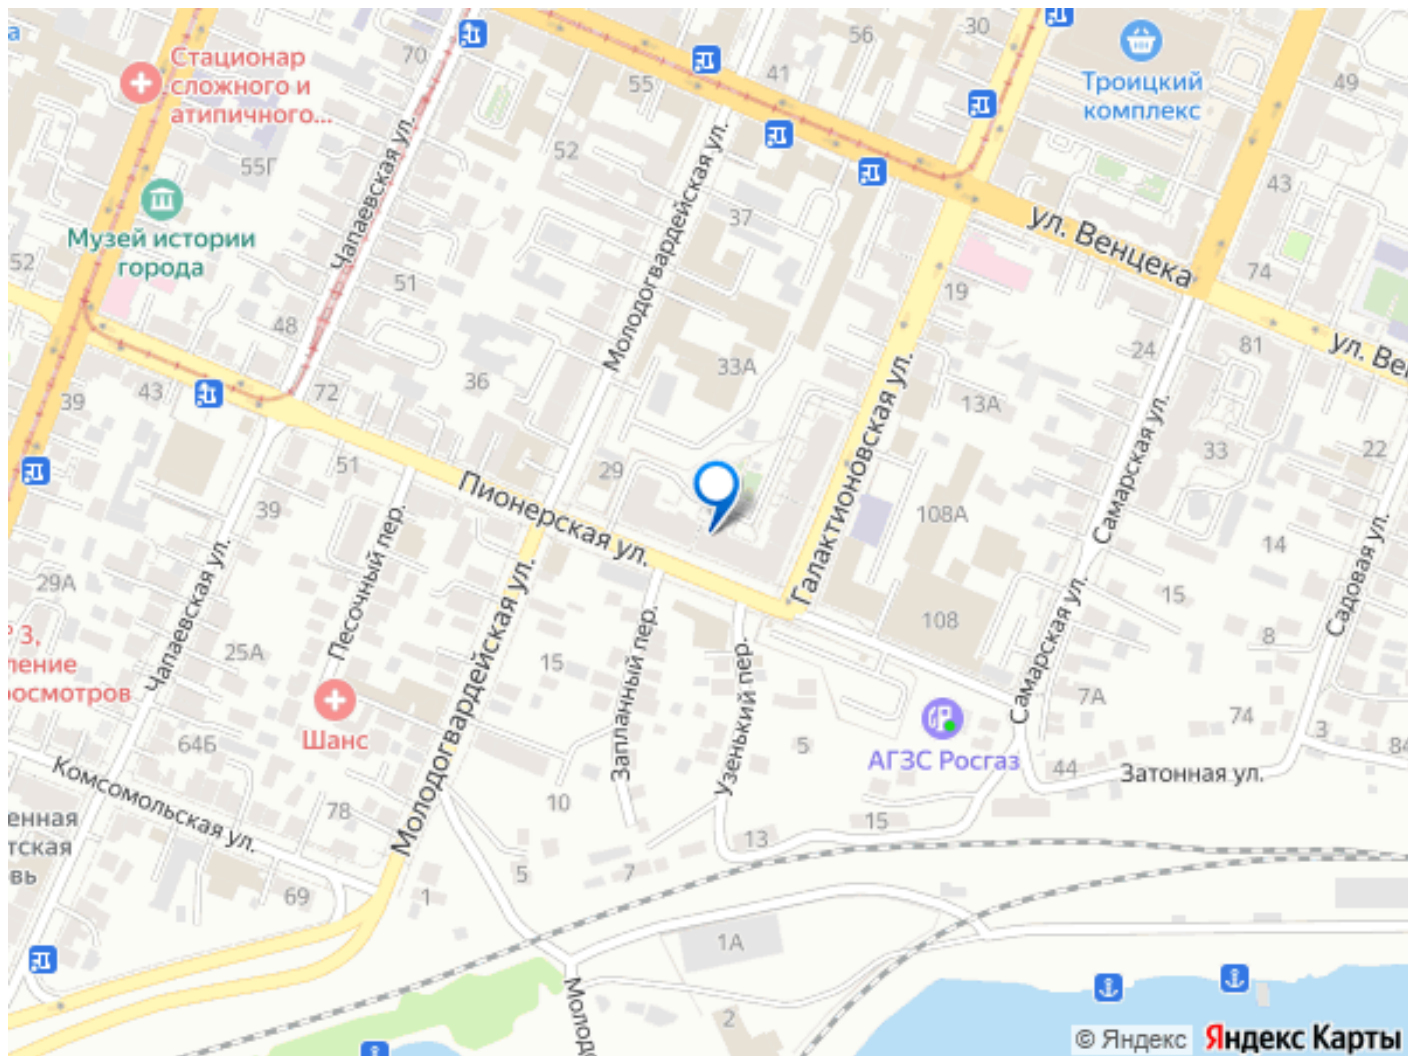 а
Стационар
сложного и
атипичного...
70
56
30
Троицкий
комплекс
49
55
41
55Г
52
Чапаевская ул.
Молодогвардейская ул.
43
Музей истории
города
37
ул. Венцека
52
51
19
74
48
33А
24
81
ул. Ве
36
43
72
39
13А
Галактионовская ул.
Самарская ул.
33
22
51
29
Пионерская ул.
39
Песочный пер.
108А
14
Садовая ул.
29А
Чапаевская ул.
Молодогвардейская ул.
15
3,
ление
росмотров
25А
15
Запланный пер.
Узенький пер.
108
Самарская ул.
8
7А
74
3
Шанс
64Б
5
АГЗС Росгаз
44
Затонная ул.
84
Комсомольская ул.
78
10
15
13
енная
тская
вь
69
1
5
7
1А
Молод
2
© Яндекс Яндекс Карты